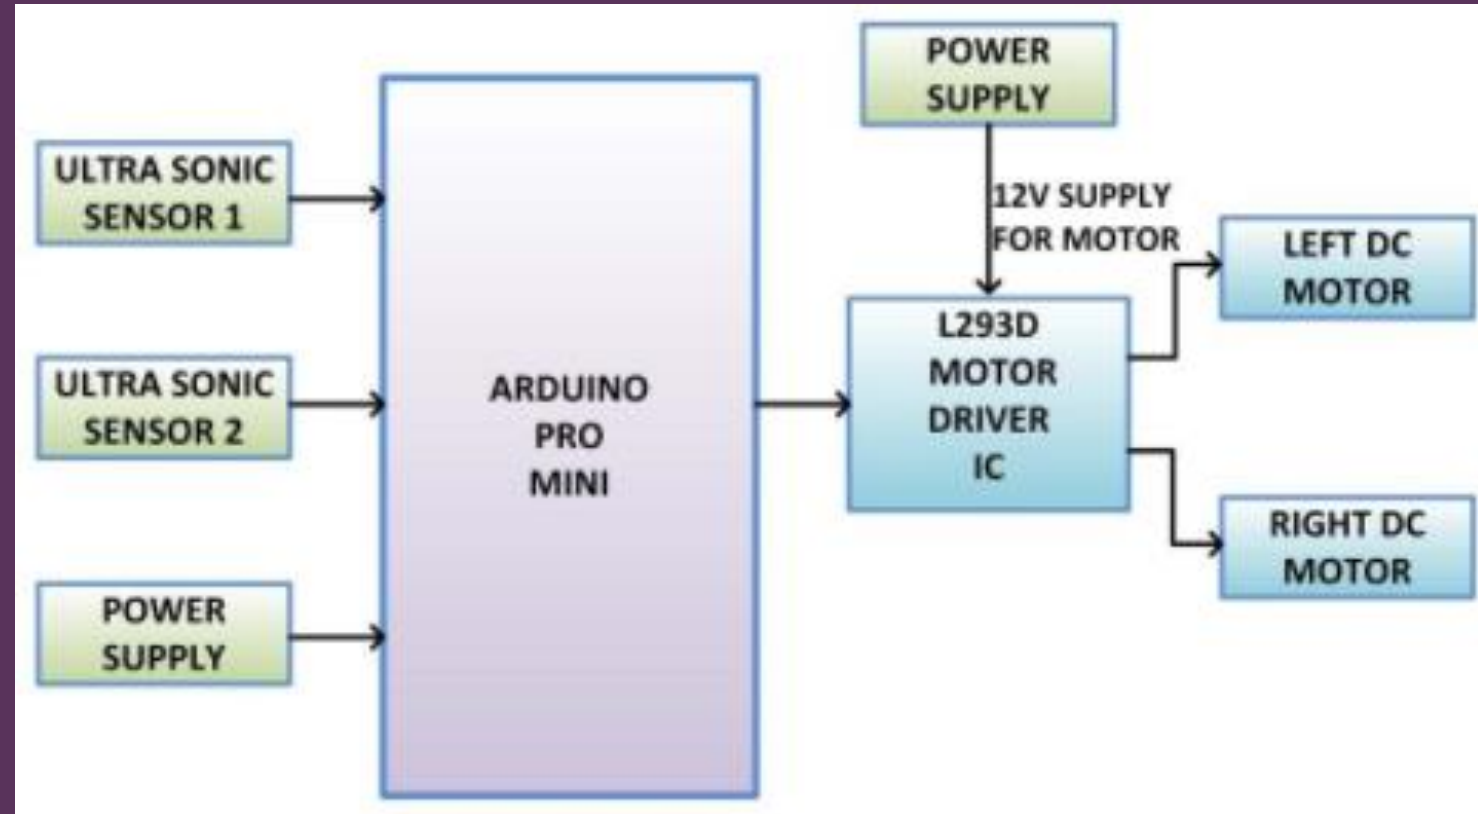 ULTRA SONIC
SENSOR 1
ULTRA SONIC
SENSOR 2
POWER
SUPPLY
ARDUINO
PRO
MINI
POWER
SUPPLY
12V SUPPLY
FOR MOTOR
L293D
MOTOR
DRIVER
IC
LEFT DC
MOTOR
RIGHT DC
MOTOR